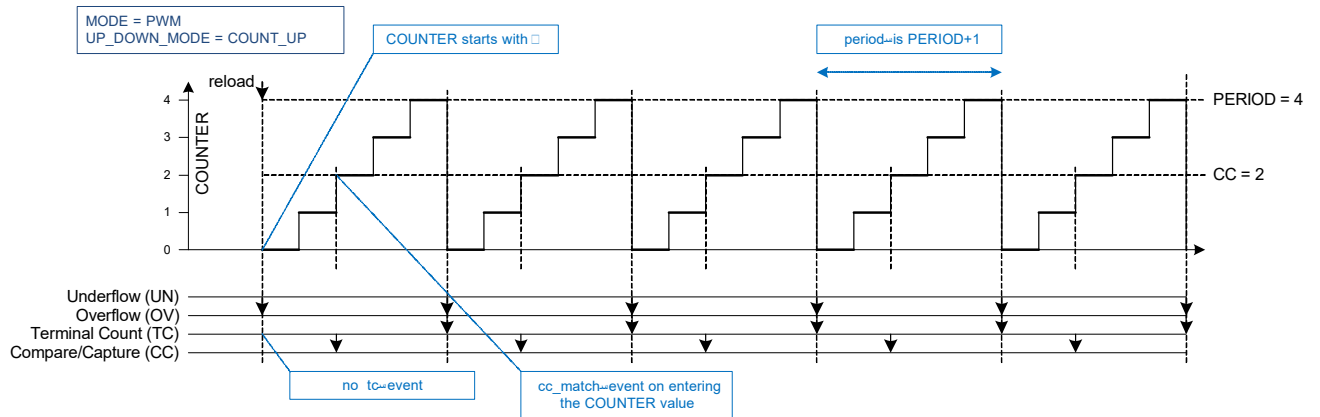 MODE = PWM
UP_DOWN_MODE = COUNT_UP
COUNTER starts with
period is PERIOD+1
reload
COUNTER
4
3
2
1
0
PERIOD = 4
CC = 2
Underflow (UN)
Overflow (OV)
Terminal Count (TC)
Compare/Capture (CC)
no tc event
cc_match event on entering
the COUNTER value